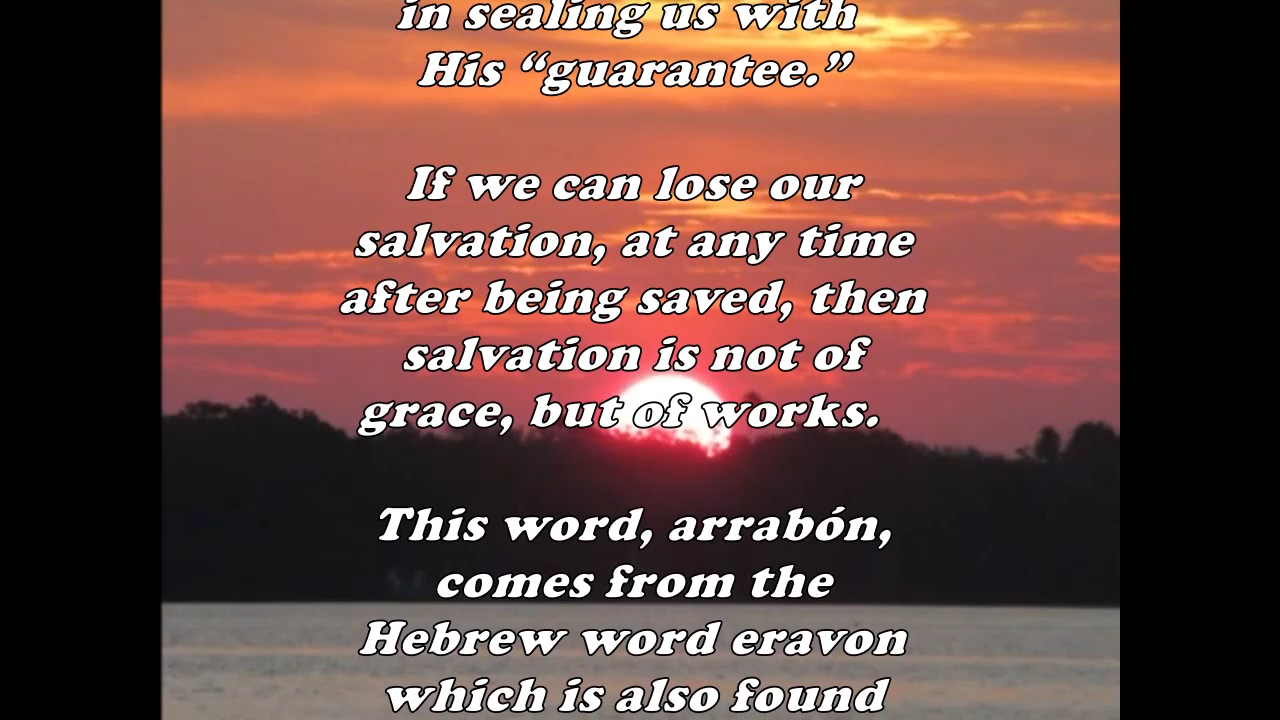 in sealing us with
His “guarantee.”
If we can lose our
salvation, at any time
after being saved, then
salvation is not of
grace, but of works.
This word, arrabón,
comes from the
Hebrew word eravon
which is also found